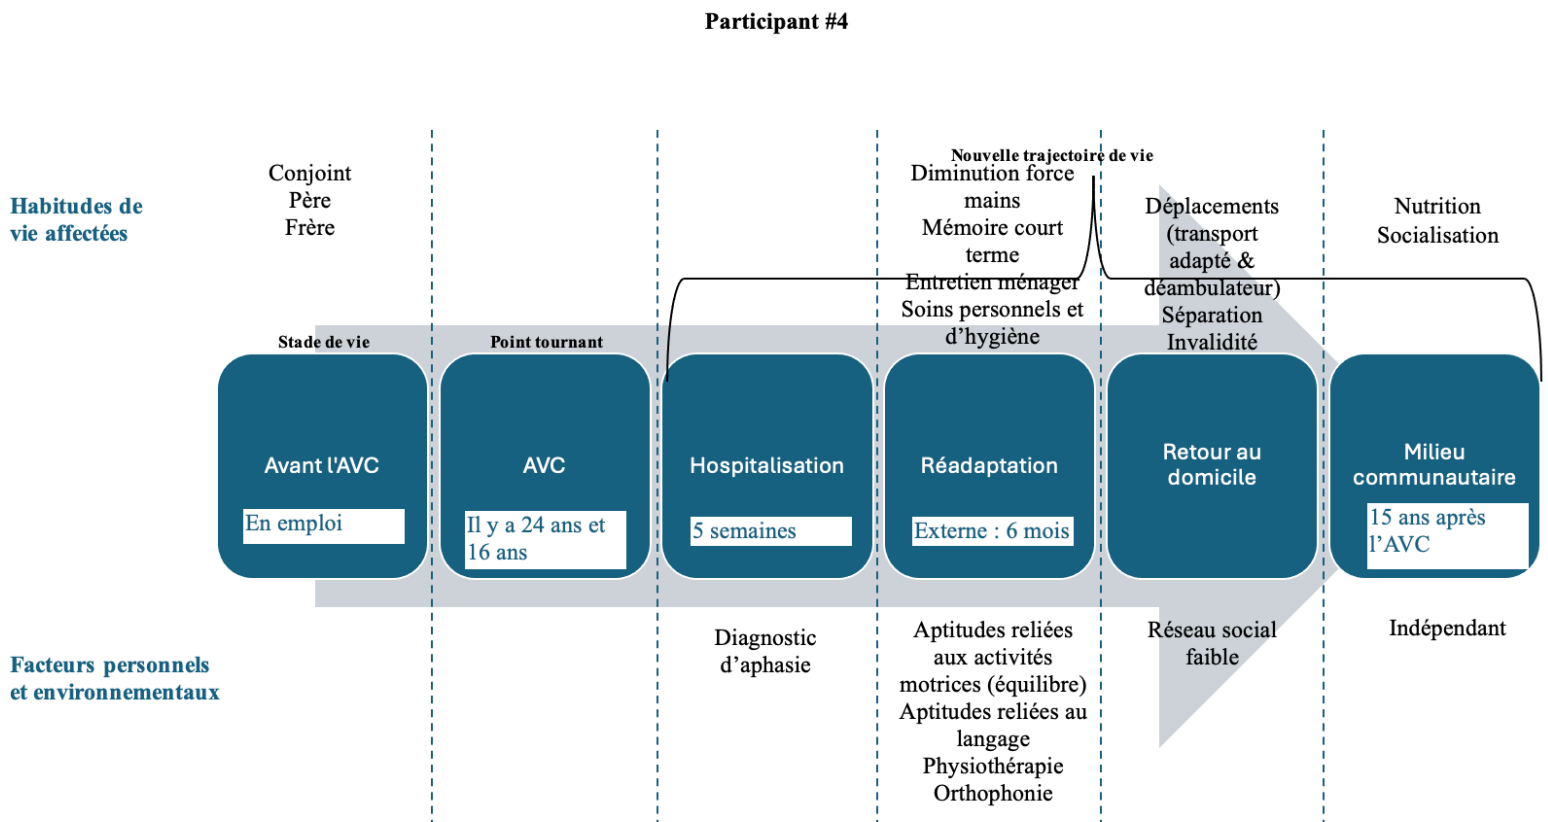 Participant #4
Habitudes de
vie affectées
Conjoint
Père
Frère
Nouvelle trajectoire de vie
Diminution force
mains
Mémoire court
terme
Entretien ménager
Soins personnels et
d’hygiène
Déplacements
(transport
adapté &
déambulateur)
Séparation
Invalidité
Nutrition
Socialisation
Stade de vie
Point tournant
Avant l'AVC
En emploi
AVC
Il y a 24 ans et
16 ans
Hospitalisation
5 semaines
Réadaptation
Externe : 6 mois
Retour au
domicile
Milieu
communautaire
15 ans après
l’AVC
Facteurs personnels
et environnementaux
Diagnostic
d’aphasie
Aptitudes reliées
aux activités
motrices (équilibre)
Aptitudes reliées au
langage
Physiothérapie
Orthophonie
Réseau social
faible
Indépendant